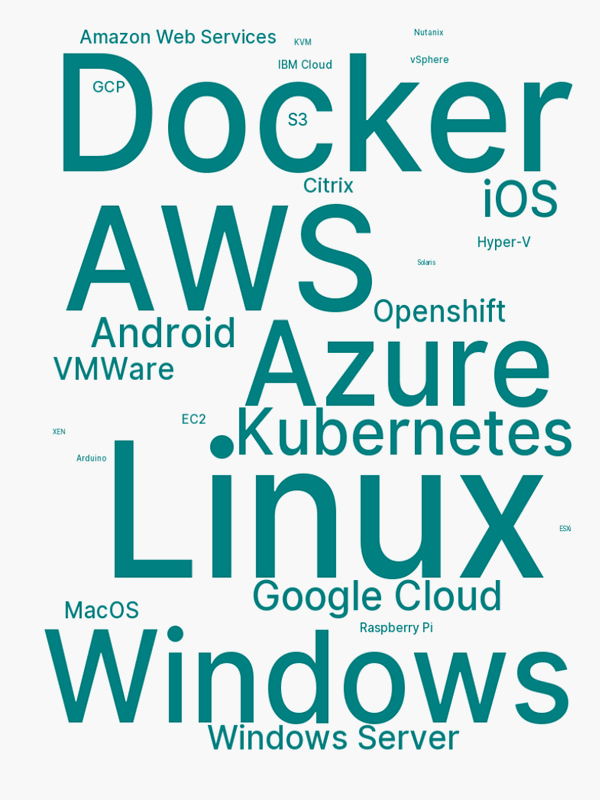 Amazon Web Services
KVM
Nutanix
IBM Cloud
vSphere
Docker
GCP
S3
Citrix
iOS
AWS
Hyper-V
Solaris
Openshift
Android
Azure
VMWare
EC2
Kubernetes
XEN
Arduino
Linux
ESXi
Google Cloud
MacOS
Raspberry Pi
Windows
Windows Server